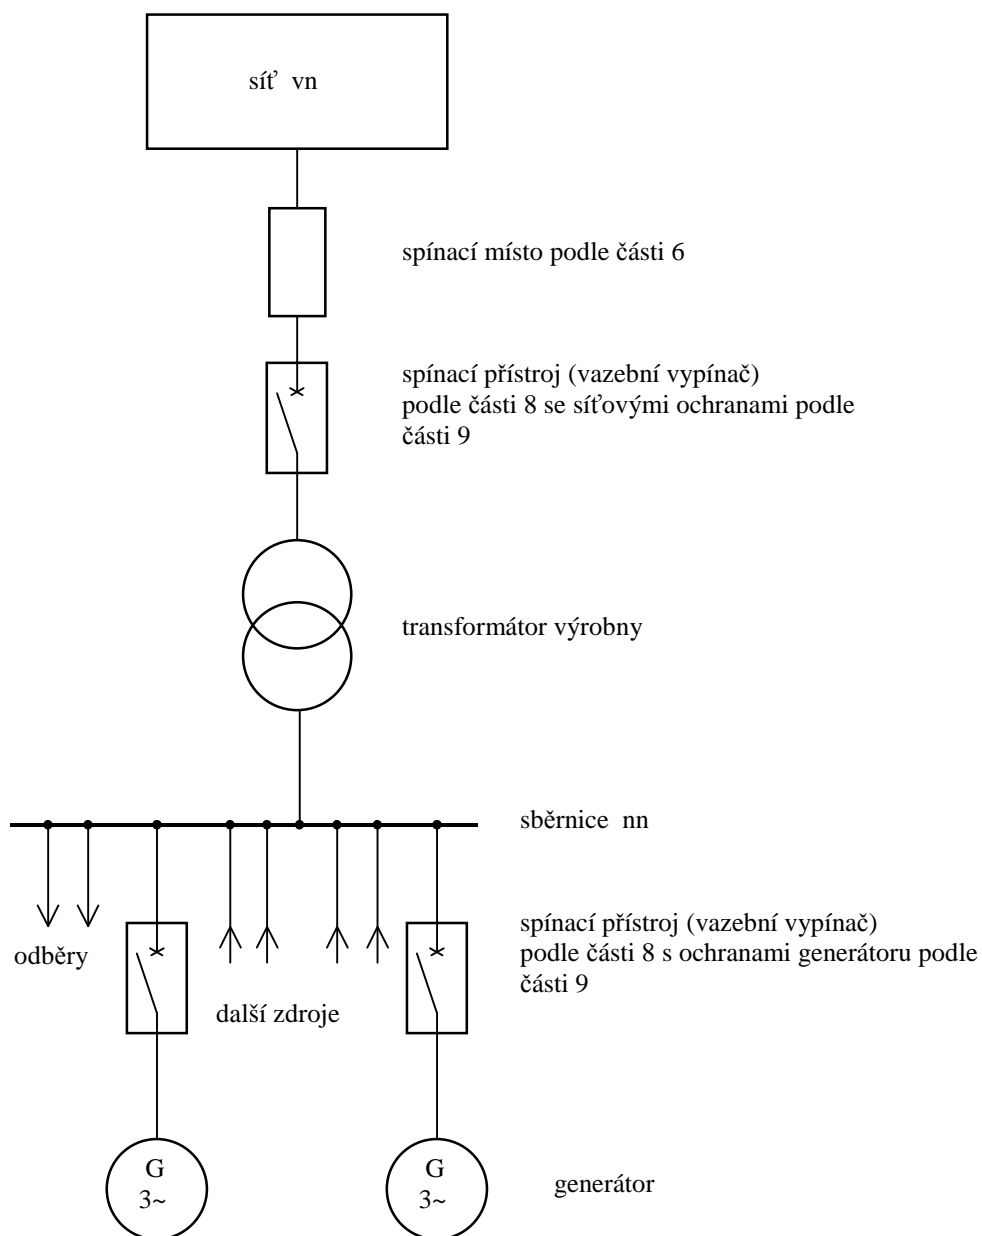 síť vn
spínací místo podle části 6
spínací přístroj (vazební vypínač)
podle části 8 se síťovými ochranami podle
části 9
transformátor výrobny
sběrnice nn
spínací přístroj (vazební vypínač)
podle části 8 s ochranami generátoru podle
části 9
odběry
další zdroje
G
3~
G
3~
generátor